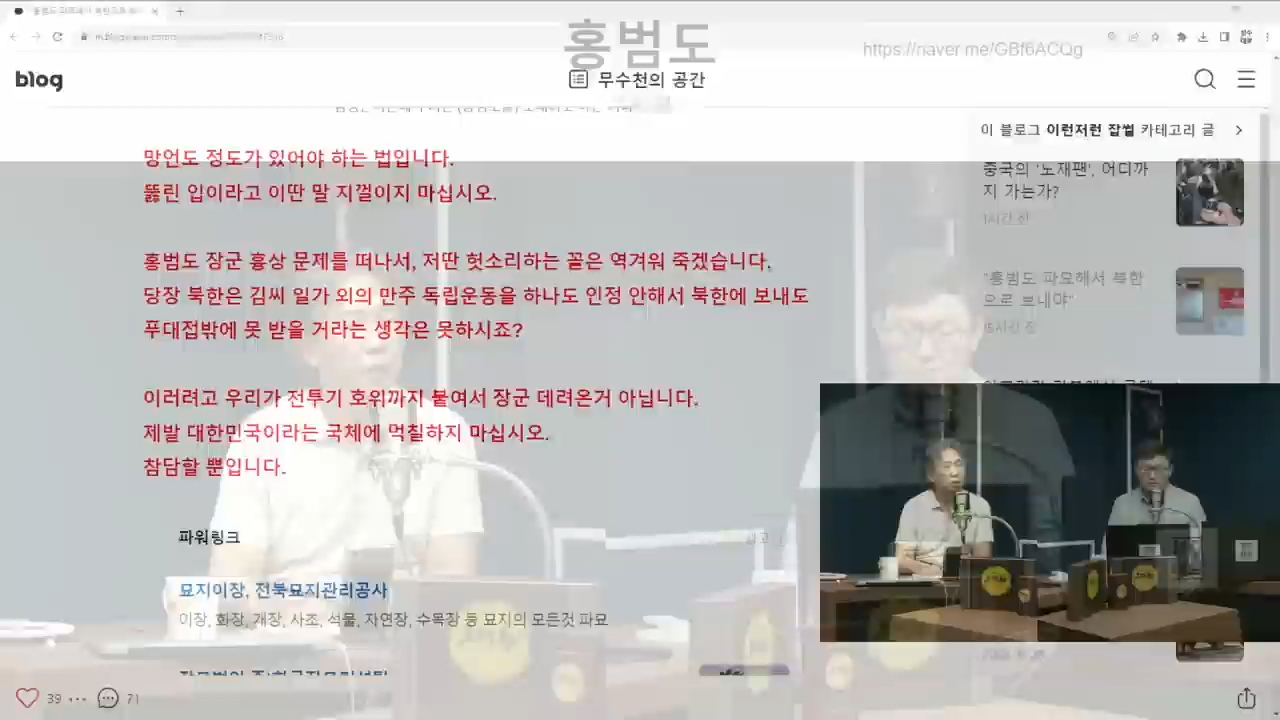 홍범도
https://naver.me/GBf6ACQg
blog
무수천의 공간
이 블로그 이런저런 잡썰 카테고리 글
망언도 정도가 있어야 하는 법입니다.
뚫린 입이라고 이딴 말 지껄이지 마십시오.
홍범도 장군 흉상 문제를 떠나서, 저딴 헛소리하는 꼴은 역겨워 죽겠습니다.
당장 북한은 김씨 일가 외의 만주 독립운동을 하나도 인정 안해서 북한에 보내도
푸대접밖에 못 받을 거라는 생각은 못하시죠?
이러려고 우리가 전투기 호위까지 붙여서 장군 데려온거 아닙니다.
제발 대한민국이라는 국체에 먹칠하지 마십시오.
참담할 뿐입니다.
파워링크
묘지이장, 전북묘지관리공사
이장, 화장, 개장, 사조, 석물, 자연장, 수목장 등 묘지의 모든것 파묘
중국의 '노재팬', 어디까
지 가는가?
1시간 전
"홍범도 파묘해서 북한
으로 보내야"
39
71